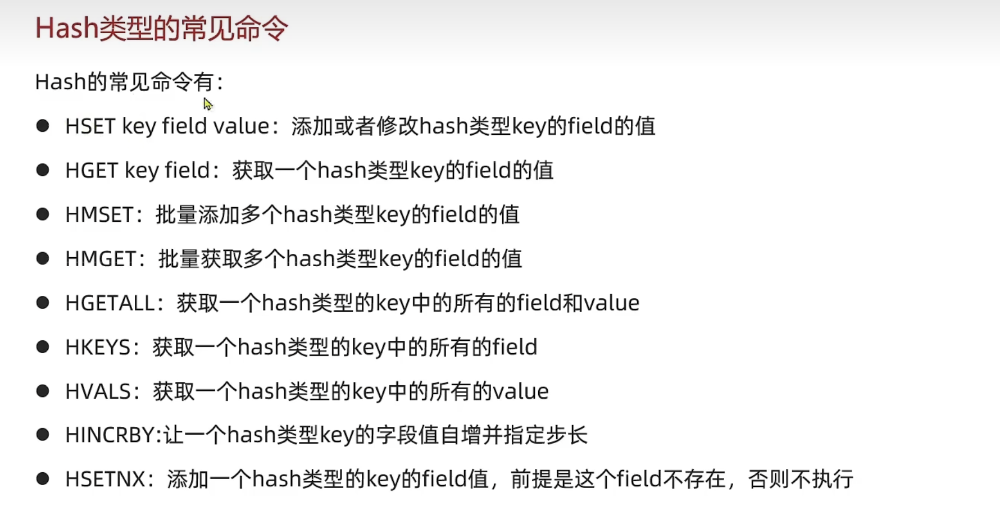 Hash类型的常见命令
Hash的常见命令有：
● HSET key field value：添加或者修改hash类型key的field的值
● HGET key field：获取一个hash类型key的field的值
● HMSET：批量添加多个hash类型key的field的值
● HMGET：批量获取多个hash类型key的field的值
● HGETALL：获取一个hash类型的key中的所有的field和value
● HKEYS：获取一个hash类型的key中的所有的field
● HVALS：获取一个hash类型的key中的所有的value
● HINCRBY:让一个hash类型key的字段值自增并指定步长
● HSETNX：添加一个hash类型的key的field值，前提是这个field不存在，否则不执行